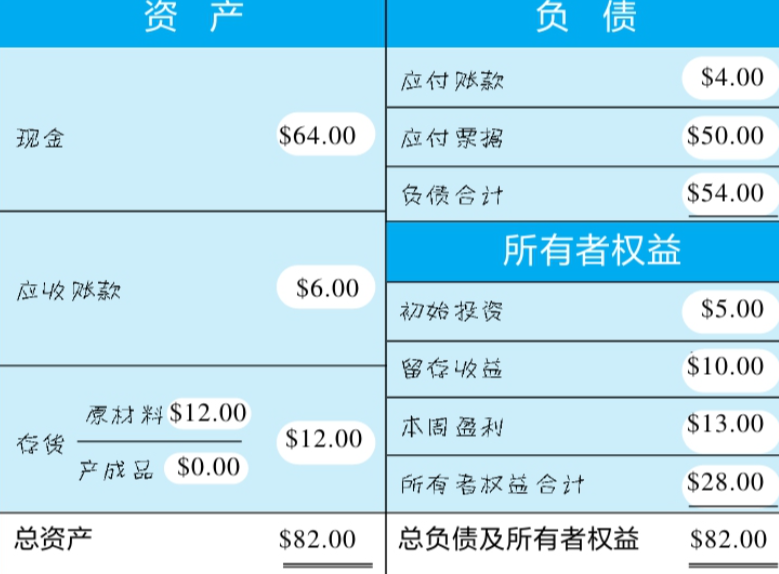 资 产
现金 $64.00
应收账款 $6.00
原材料 $12.00
存货 $12.00
产成品 $0.00
总资产 $82.00
负 债
应付账款 $4.00
应付票据 $50.00
负债合计 $54.00
所有者权益
初始投资 $5.00
留存收益 $10.00
本周盈利 $13.00
所有者权益合计 $28.00
总负债及所有者权益 $82.00